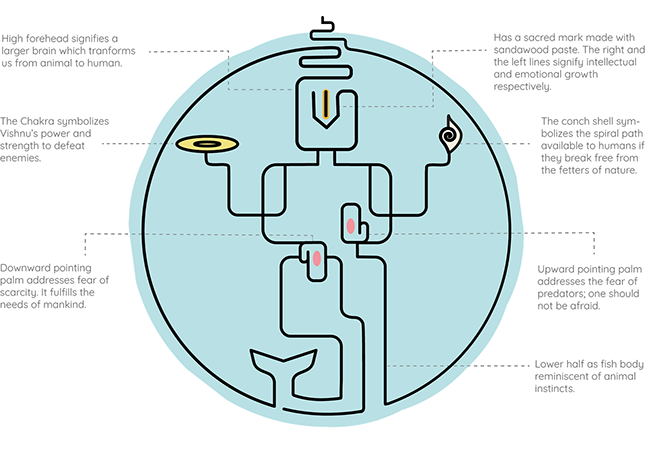 High forehead signifies a
larger brain which tranforms
us from animal to human.
Has a sacred mark made with
sandawood paste. The right and
the left lines signify intellectual
and emotional growth
respectively.
The Chakra symbolizes
Vishnu's power and
strength to defeat
enemies.
The conch shell sym-
bolizes the spiral path
available to humans if
they break free from
the fetters of nature.
Downward pointing
palm addresses fear of
scarcity. It fulfills the
needs of mankind.
Upward pointing palm
addresses the fear of
predators; one should
not be afraid.
Lower half as fish body
reminiscent of animal
instincts.